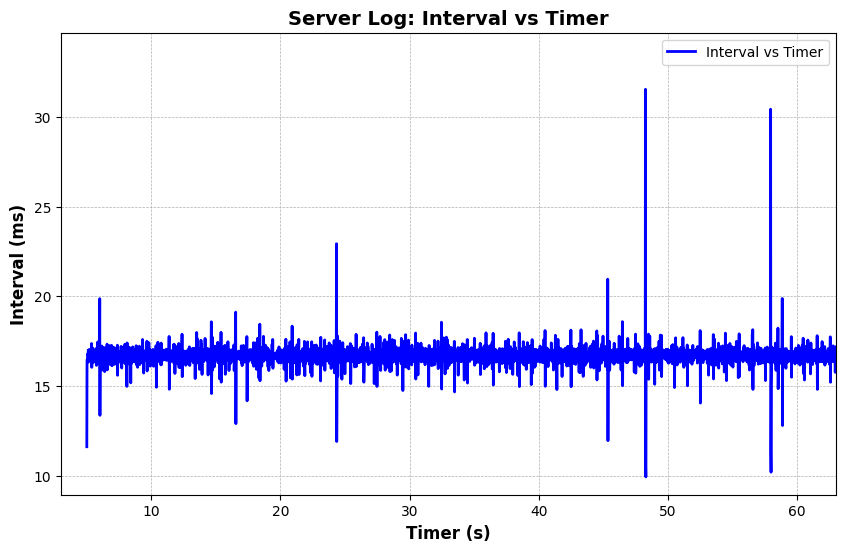 Server Log: Interval vs Timer
Interval vs Timer
Interval (ms)
30
25
20
15
10
10 20 30 40 50 60
Timer (s)